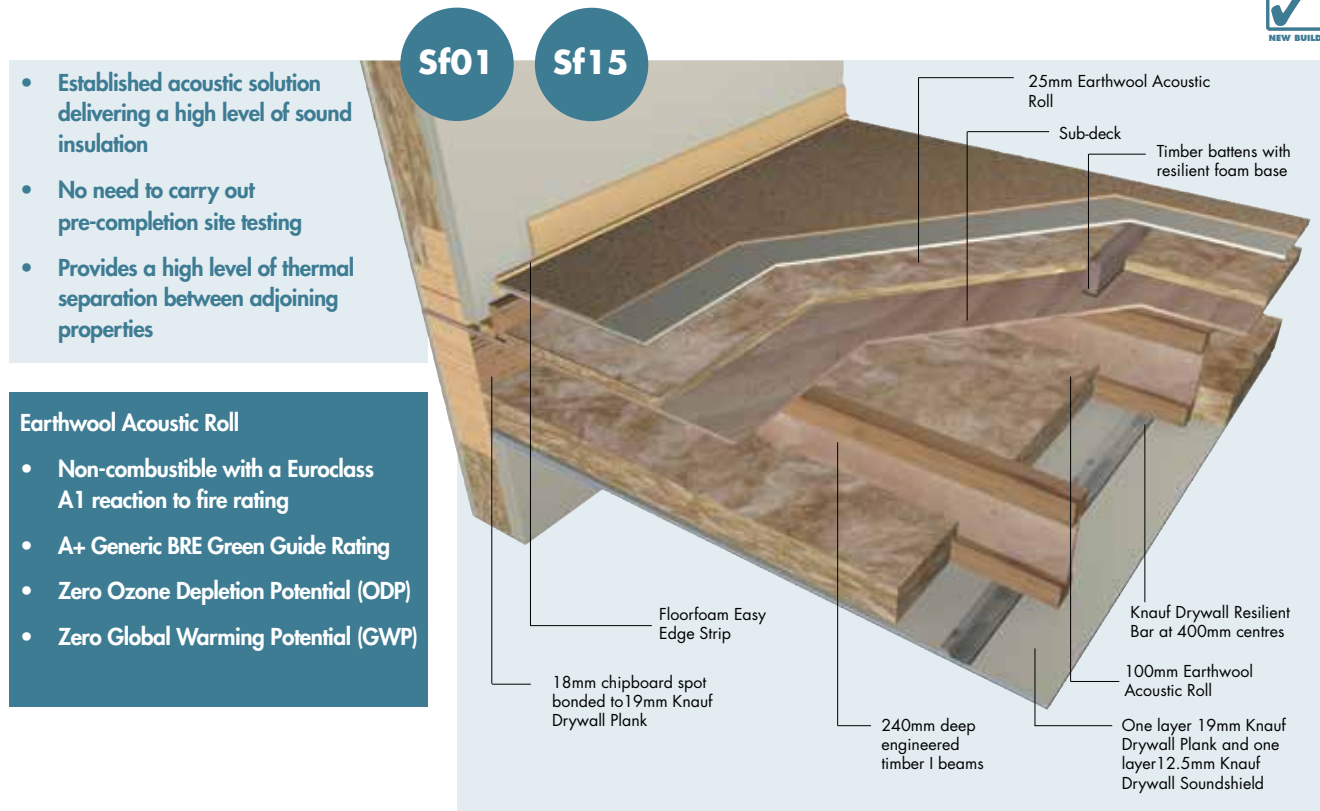 NEW BUILD
Sf01
Sf15
• Established acoustic solution
delivering a high level of sound
insulation
• No need to carry out
pre-completion site testing
• Provides a high level of thermal
separation between adjoining
properties
Earthwool Acoustic Roll
• Non-combustible with a Euroclass
A1 reaction to fire rating
• A+ Generic BRE Green Guide Rating
• Zero Ozone Depletion Potential (ODP)
• Zero Global Warming Potential (GWP)
25mm Earthwool Acoustic
Roll
Sub-deck
Timber battens with
resilient foam base
Floorfoam Easy
Edge Strip
18mm chipboard spot
bonded to19mm Knauf
Drywall Plank
240mm deep
engineered
timber I beams
Knauf Drywall Resilient
Bar at 400mm centres
100mm Earthwool
Acoustic Roll
One layer 19mm Knauf
Drywall Plank and one
layer12.5mm Knauf
Drywall Soundshield